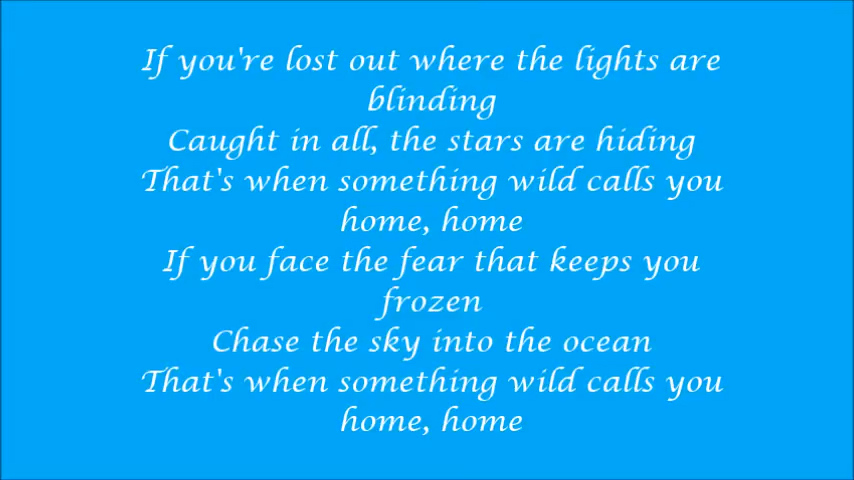 If you're lost out where the lights are
blinding
Caught in all, the stars are hiding
That's when something wild calls you
home, home
If you face the fear that keeps you
frozen
Chase the sky into the ocean
That's when something wild calls you
home, home